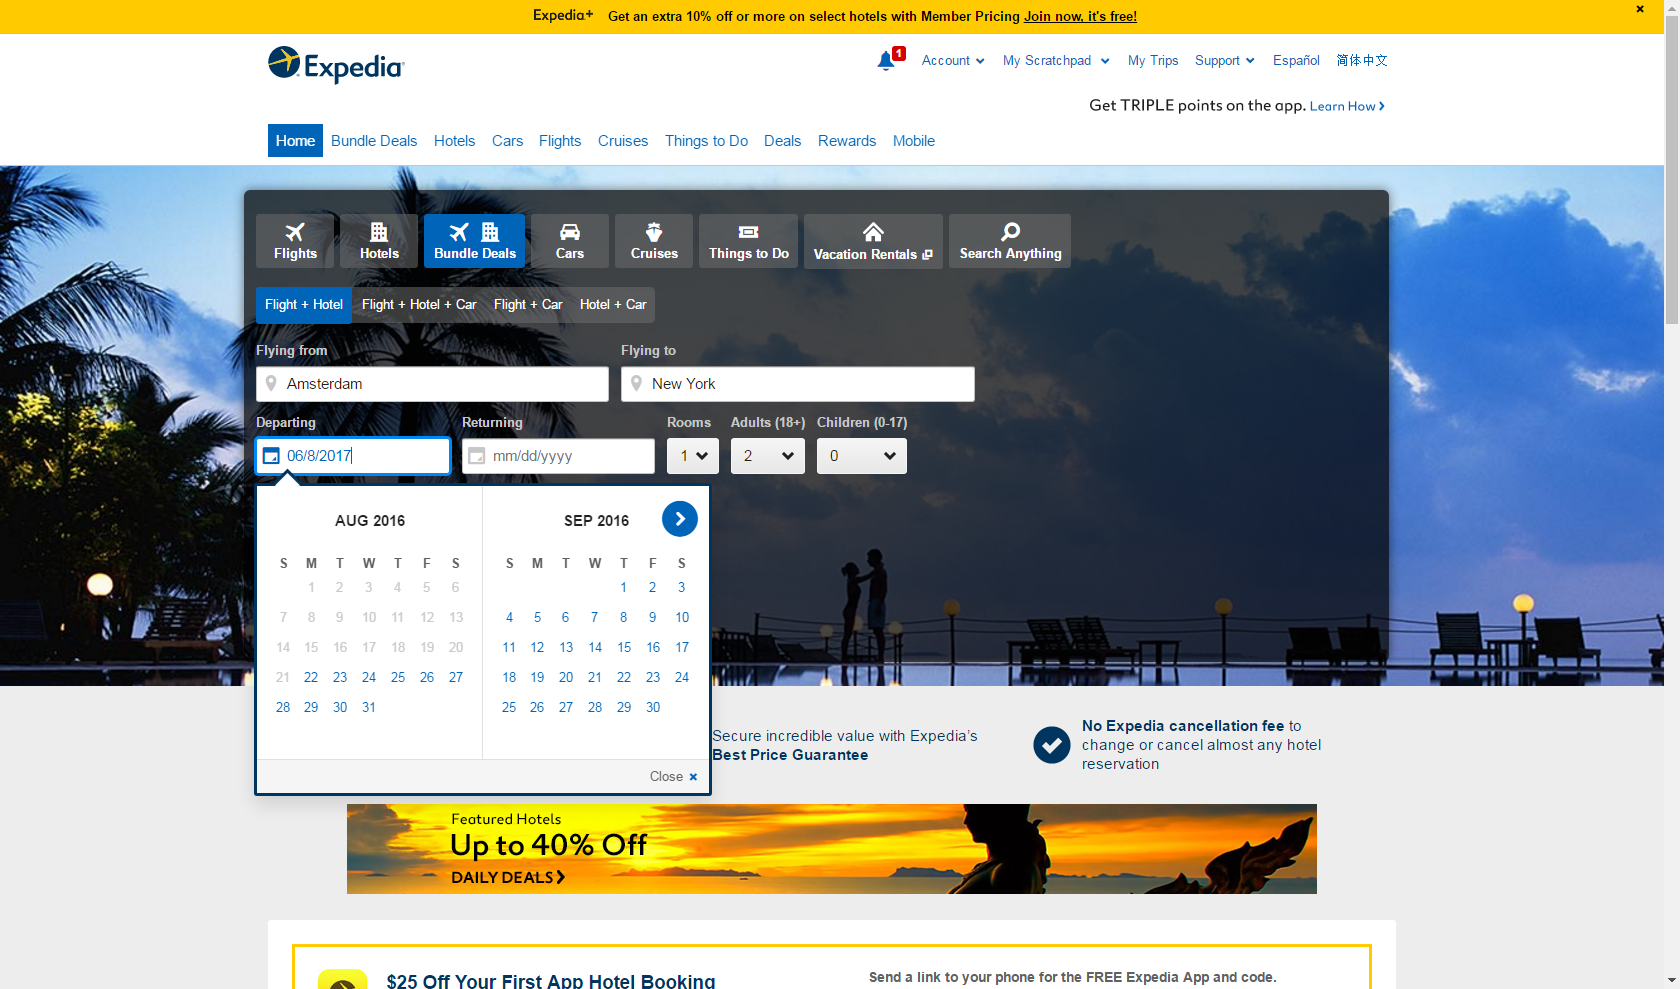 Expedia+ Get an extra 10% off or more on select hotels with Member Pricing Join now, it's free!
Expedia
1 Account My Scratchpad My Trips Support Español 简体中文
Get TRIPLE points on the app. Learn How
Home Bundle Deals Hotels Cars Flights Cruises Things to Do Deals Rewards Mobile
Flights Hotels Bundle Deals Cars Cruises Things to Do Vacation Rentals Search Anything
Flight + Hotel Flight + Hotel + Car Flight + Car Hotel + Car
Flying from Flying to
Amsterdam New York
Departing Returning Rooms Adults (18+) Children (0-17)
06/8/2017 mm/dd/yyyy 1 2 0
AUG 2016
S M T W T F S
1 2 3 4 5 6
7 8 9 10 11 12 13
14 15 16 17 18 19 20
21 22 23 24 25 26 27
28 29 30 31
SEP 2016
S M T W T F S
1 2 3
4 5 6 7 8 9 10
11 12 13 14 15 16 17
18 19 20 21 22 23 24
25 26 27 28 29 30
Close
Secure incredible value with Expedia's
Best Price Guarantee
No Expedia cancellation fee to
change or cancel almost any hotel
reservation
Featured Hotels
Up to 40% Off
DAILY DEALS
$25 Off Your First App Hotel Booking
Send a link to your phone for the FREE Expedia App and code.